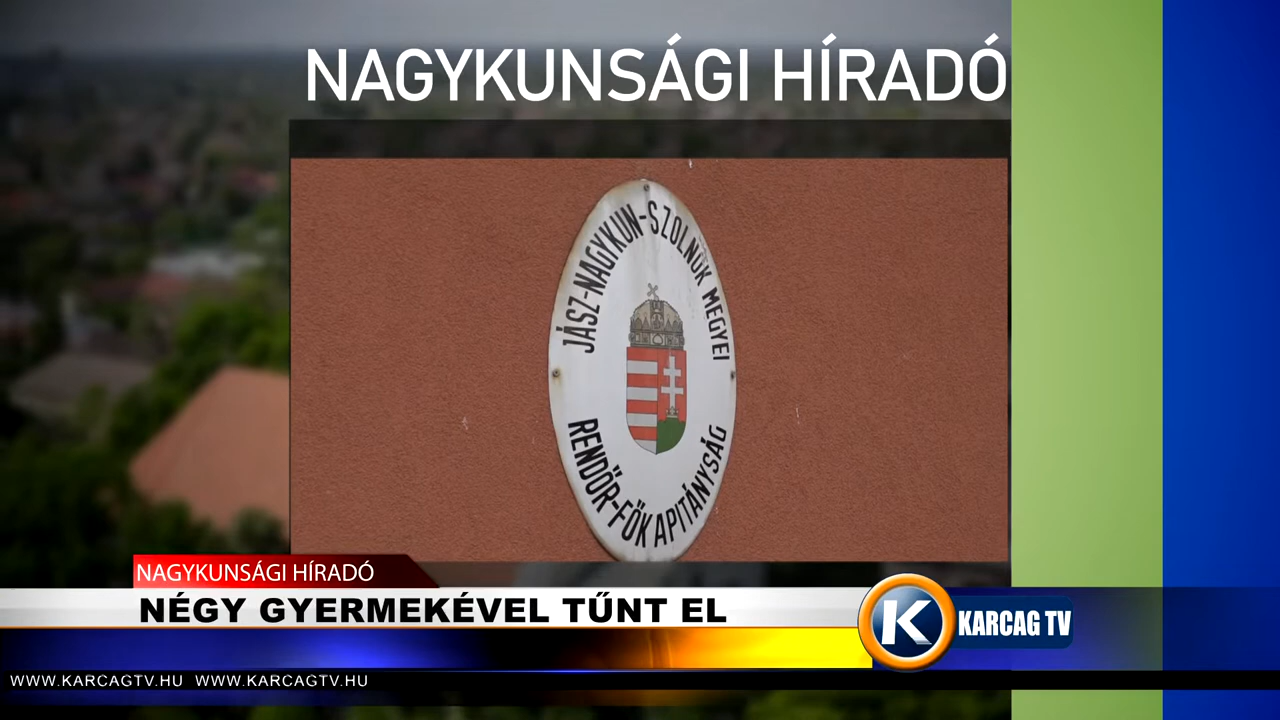 NAGYKUNSÁGI HÍRADÓ
JÁSZ-NAGYKUN-SZOLNOK MEGYEI
RENDŐR-FŐKAPITÁNYSÁG
NAGYKUNSÁGI HÍRADÓ
NÉGY GYERMEKÉVEL TŰNT EL
K KARCAG TV
WWW.KARCAGTV.HU WWW.KARCAGTV.HU